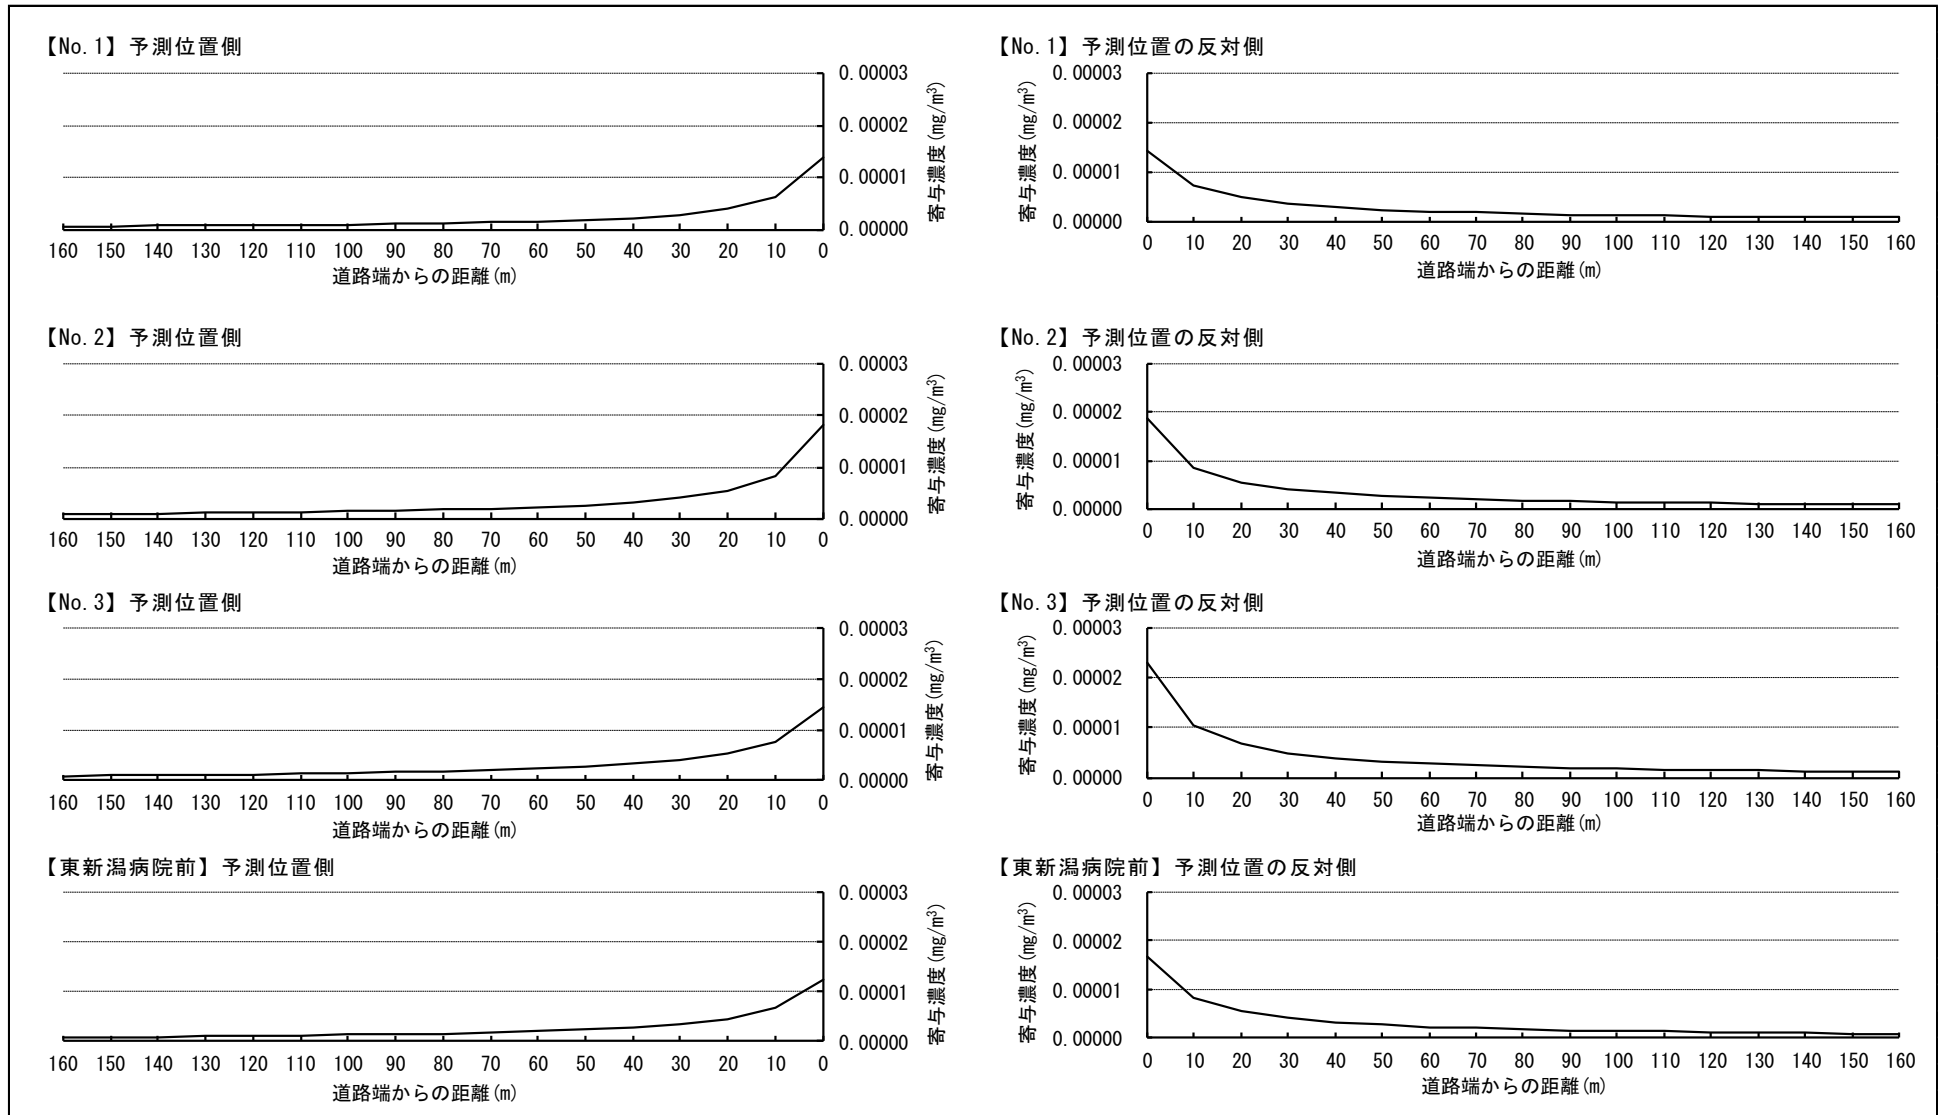 【No. 1】予測位置側
0.00003
0.00002
0.00001
0.00000
寄与濃度(mg/m³)
160 150 140 130 120 110 100 90 80 70 60 50 40 30 20 10 0
道路端からの距離(m)
【No. 1】予測位置の反対側
0.00003
0.00002
0.00001
0.00000
寄与濃度(mg/m³)
0 10 20 30 40 50 60 70 80 90 100 110 120 130 140 150 160
道路端からの距離(m)
【No. 2】予測位置側
0.00003
0.00002
0.00001
0.00000
寄与濃度(mg/m³)
160 150 140 130 120 110 100 90 80 70 60 50 40 30 20 10 0
道路端からの距離(m)
【No. 2】予測位置の反対側
0.00003
0.00002
0.00001
0.00000
寄与濃度(mg/m³)
0 10 20 30 40 50 60 70 80 90 100 110 120 130 140 150 160
道路端からの距離(m)
【No. 3】予測位置側
0.00003
0.00002
0.00001
0.00000
寄与濃度(mg/m³)
160 150 140 130 120 110 100 90 80 70 60 50 40 30 20 10 0
道路端からの距離(m)
【No. 3】予測位置の反対側
0.00003
0.00002
0.00001
0.00000
寄与濃度(mg/m³)
0 10 20 30 40 50 60 70 80 90 100 110 120 130 140 150 160
道路端からの距離(m)
【東新潟病院前】予測位置側
0.00003
0.00002
0.00001
0.00000
寄与濃度(mg/m³)
160 150 140 130 120 110 100 90 80 70 60 50 40 30 20 10 0
道路端からの距離(m)
【東新潟病院前】予測位置の反対側
0.00003
0.00002
0.00001
0.00000
寄与濃度(mg/m³)
0 10 20 30 40 50 60 70 80 90 100 110 120 130 140 150 160
道路端からの距離(m)